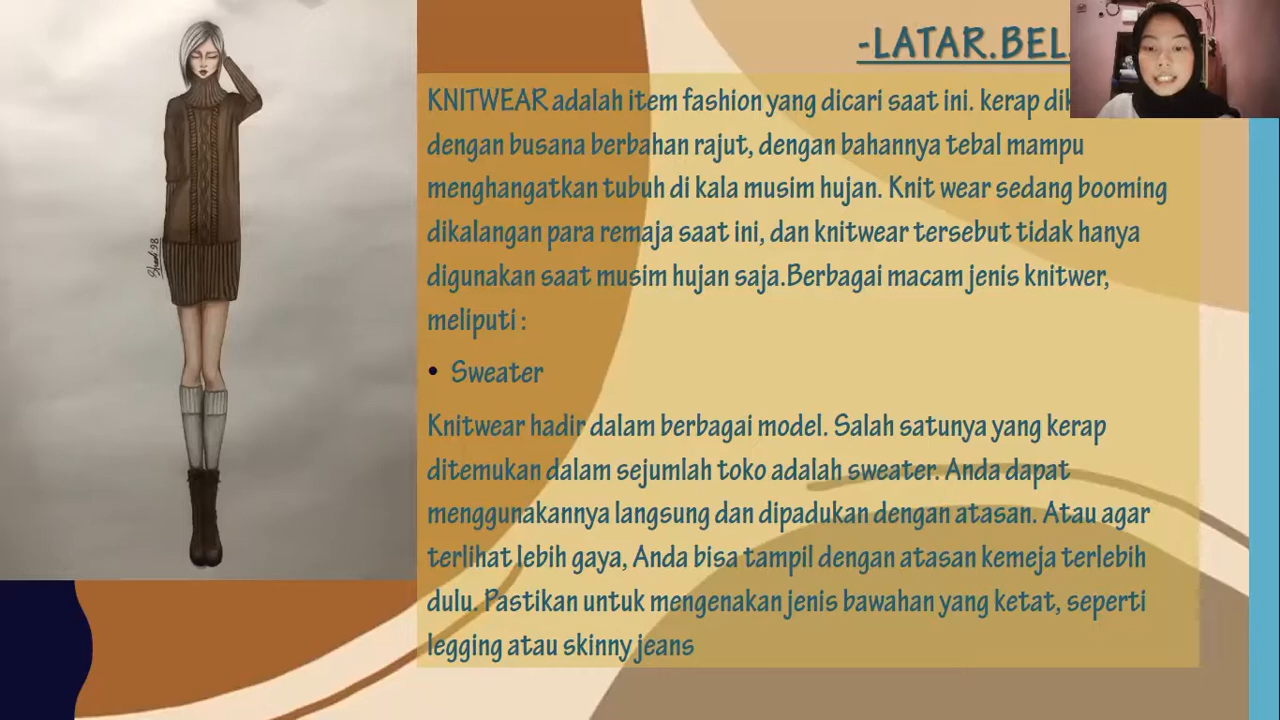 -LATAR.BEL
KNITWEAR adalah item fashion yang dicari saat ini. kerap
dengan busana berbahan rajut, dengan bahannya tebal mampu
menghangatkan tubuh di kala musim hujan. Knit wear sedang booming
dikalangan para remaja saat ini, dan knitwear tersebut tidak hanya
digunakan saat musim hujan saja.Berbagai macam jenis knitwer,
meliputi :
• Sweater
Knitwear hadir dalam berbagai model. Salah satunya yang kerap
ditemukan dalam sejumlah toko adalah sweater. Anda dapat
menggunakannya langsung dan dipadukan dengan atasan. Atau agar
terlihat lebih gaya, Anda bisa tampil dengan atasan kemeja terlebih
dulu. Pastikan untuk mengenakan jenis bawahan yang ketat, seperti
legging atau skinny jeans